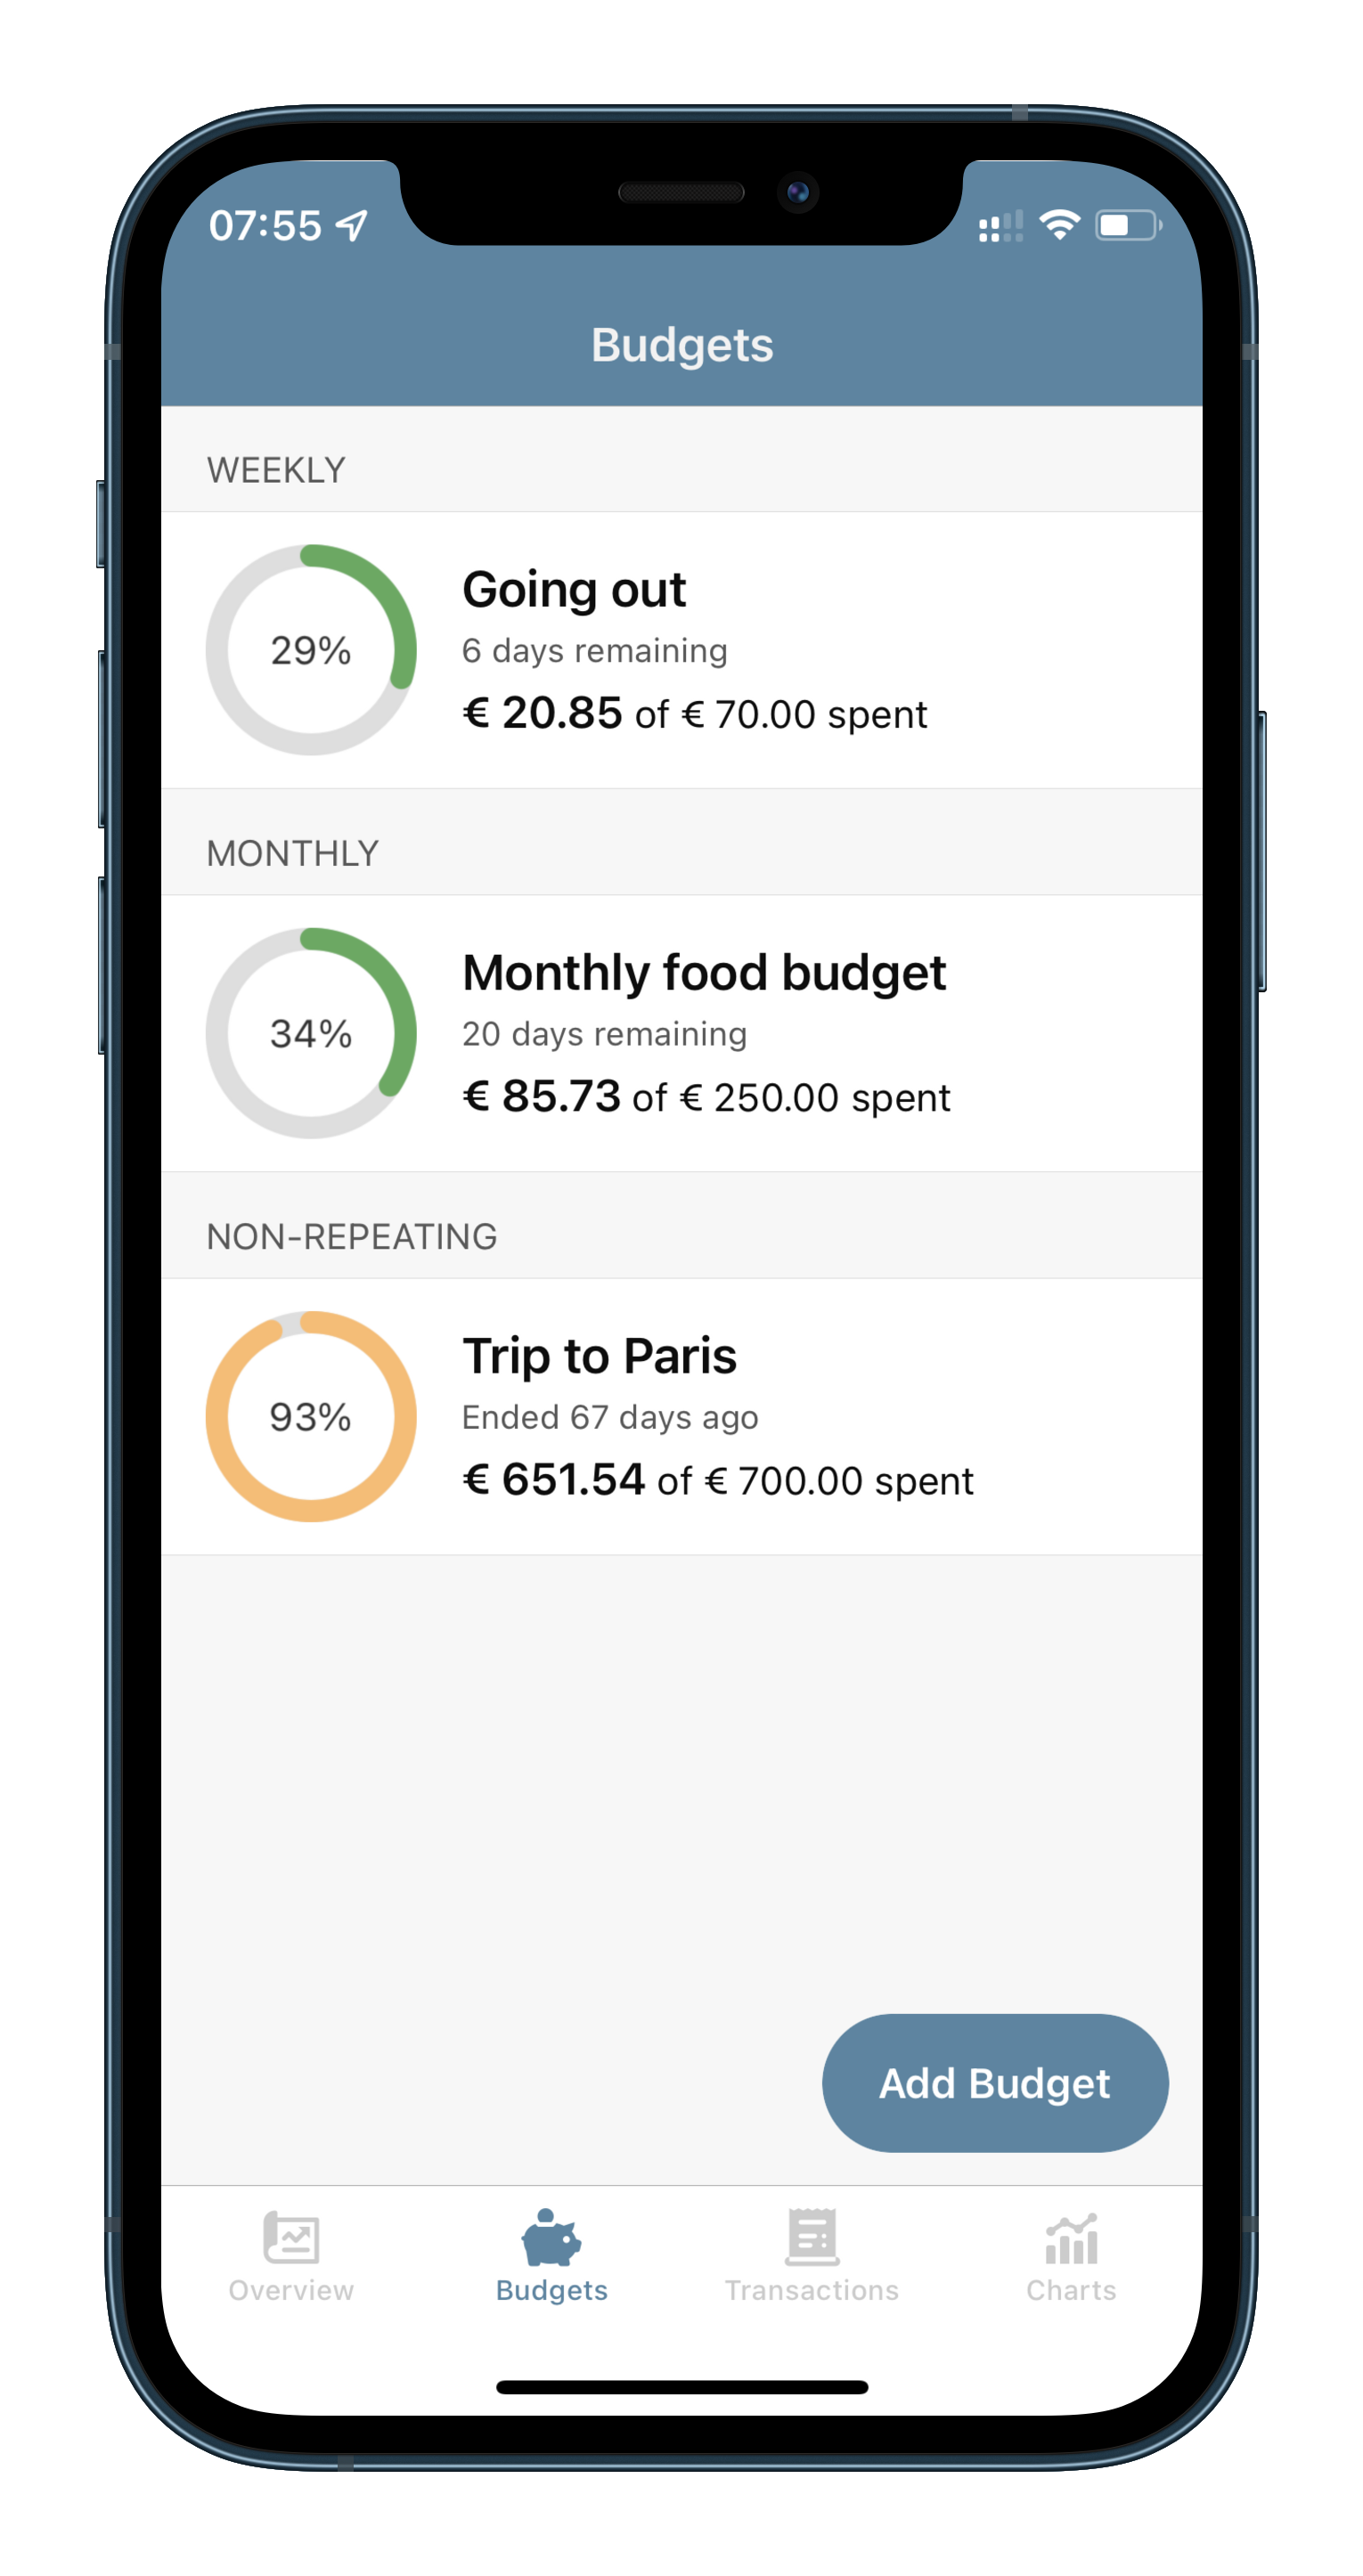 07:55
Budgets
WEEKLY
29%
Going out
6 days remaining
€ 20.85 of € 70.00 spent
MONTHLY
34%
Monthly food budget
20 days remaining
€ 85.73 of € 250.00 spent
NON-REPEATING
93%
Trip to Paris
Ended 67 days ago
€ 651.54 of € 700.00 spent
Add Budget
Overview
Budgets
Transactions
Charts